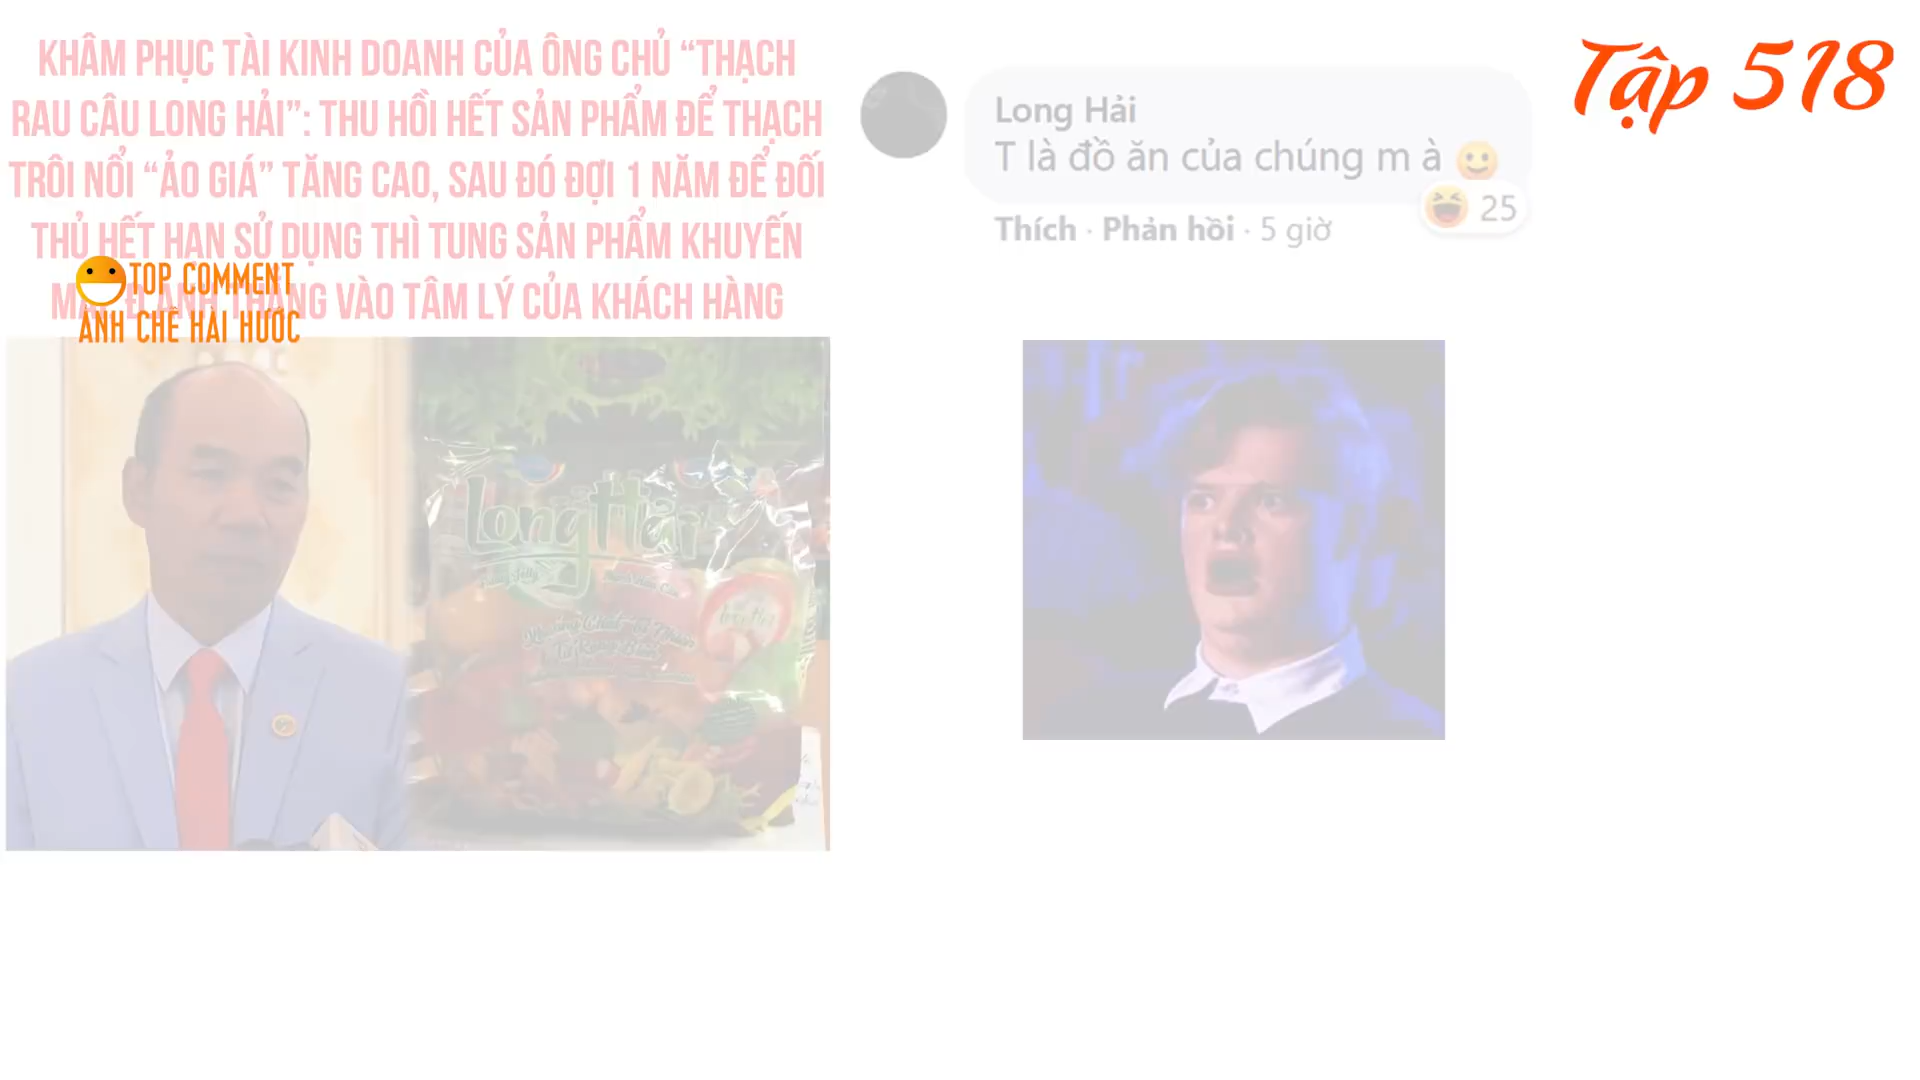 KHÂM PHỤC TÀI KINH DOANH CỦA ÔNG CHỦ “THẠCH
RAU CÂU LONG HẢI”: THU HỒI HẾT SẢN PHẨM ĐỂ THẠCH
TRÔI NỔI “ẢO GIÁ” TĂNG CAO, SAU ĐÓ ĐỢI 1 NĂM ĐỂ ĐỐI
THỦ HẾT HẠN SỬ DỤNG THÌ TUNG SẢN PHẨM KHUYẾN
VÀO TÂM LÝ CỦA KHÁCH HÀNG
TOP COMMENT
ẢNH CHẾ HÀI HƯỚC
Long Hải
T là đồ ăn của chúng m à 🙂
25
Thích · Phản hồi · 5 giờ
Tập 518
Long Hải